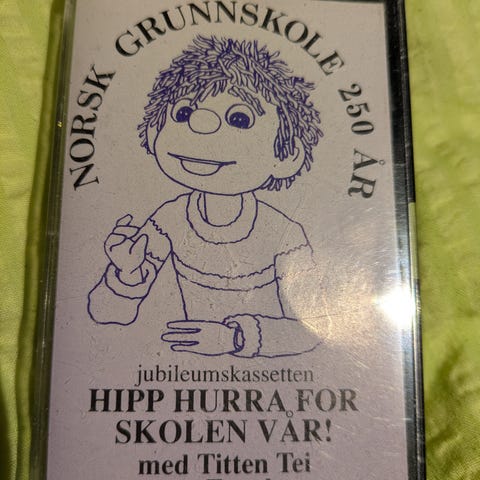 NORSK GRUNNSKOLE 250 ÅR
jubileumskassetten
HIPP HURRA FOR
SKOLEN VÅR!
med Titten Tei